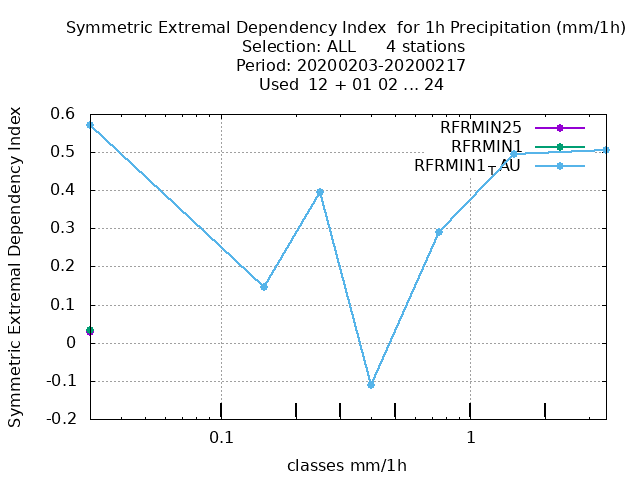 Symmetric Extremal Dependency Index  for 1h Precipitation (mm/1h)
Selection: ALL      4 stations
Period: 20200203-20200217
Used  12 + 01 02 ... 24
Symmetric Extremal Dependency Index
0.6
0.5
0.4
0.3
0.2
0.1
0
-0.1
-0.2
RFRMIN25
RFRMIN1
RFRMIN1TAU
0.1
1
classes mm/1h